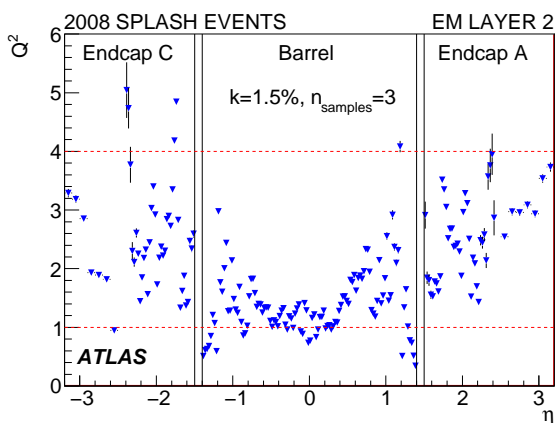 2008 SPLASH EVENTS EM LAYER 2
Q²
6
5
4
3
2
1
0
Endcap C Barrel Endcap A
k=1.5%, n_samples=3
ATLAS
−3 −2 −1 0 1 2 3
η